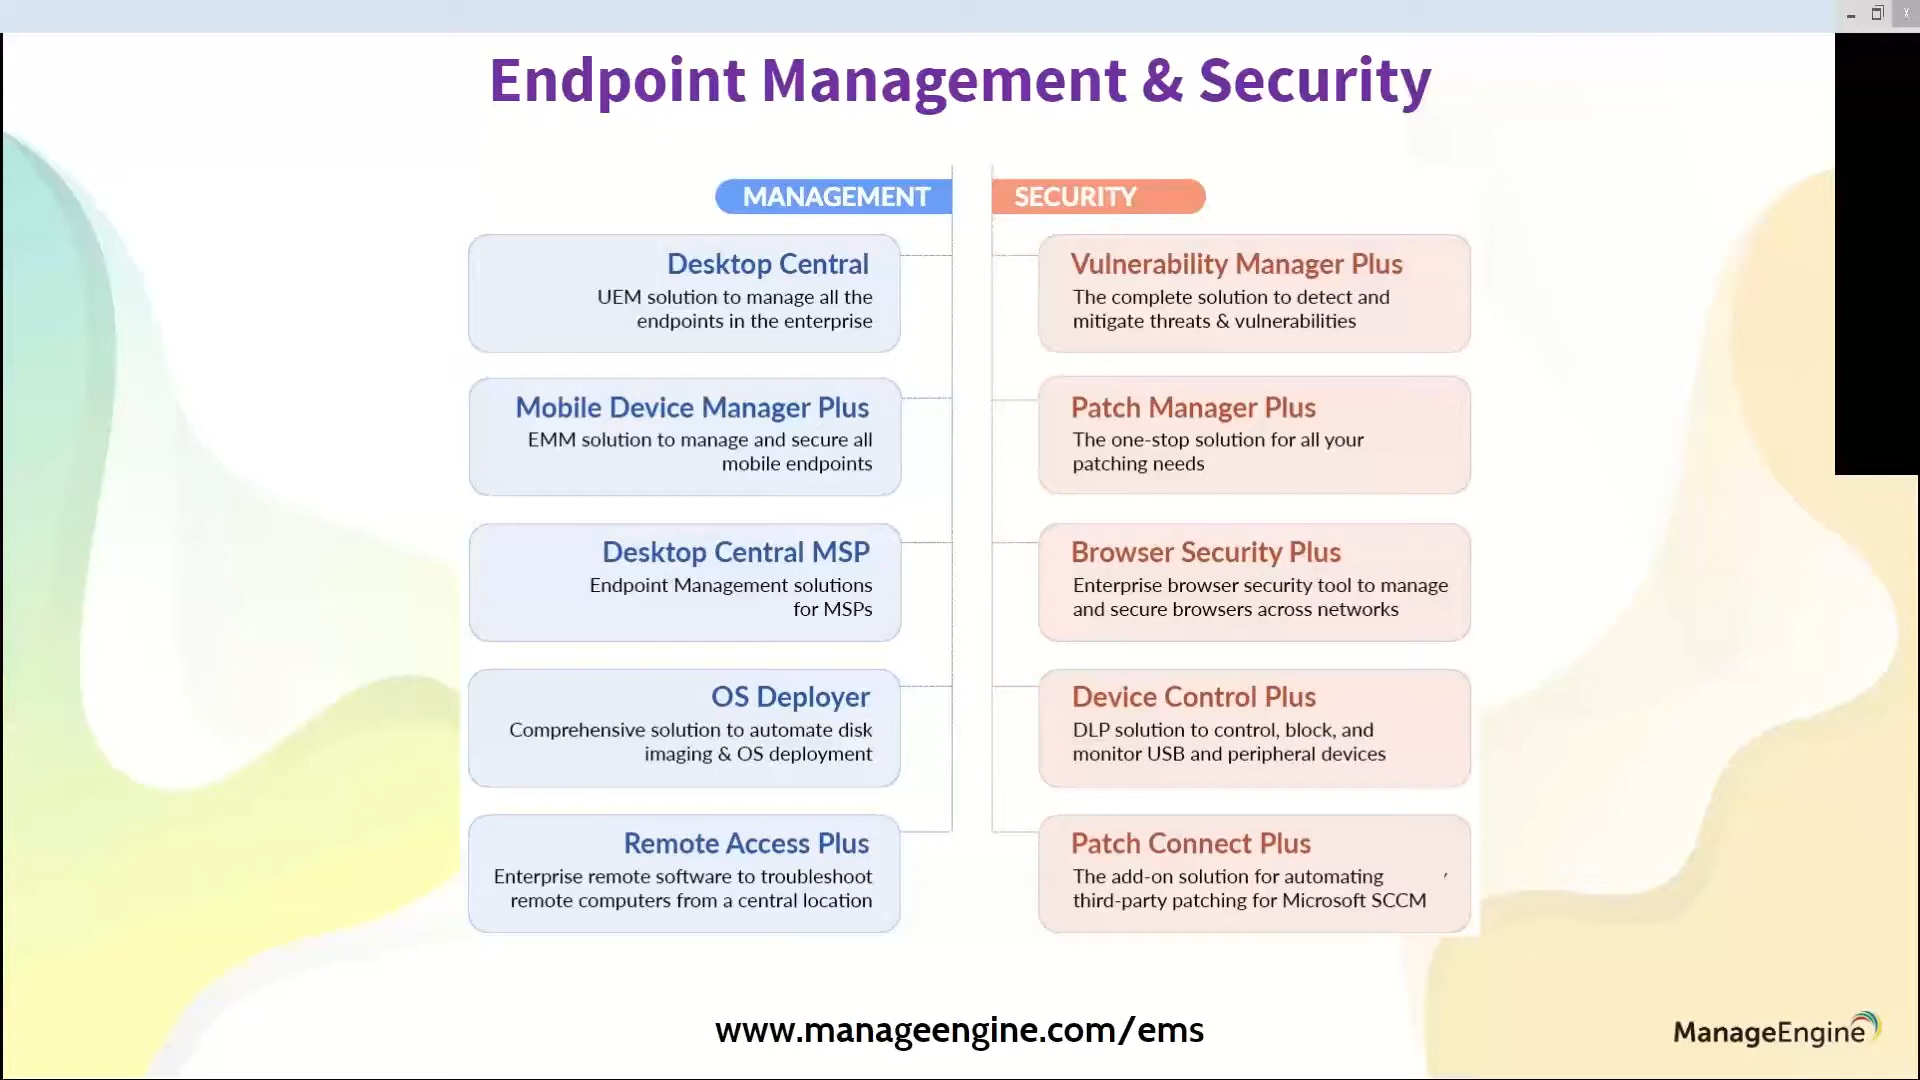 Endpoint Management & Security
MANAGEMENT
Desktop Central
UEM solution to manage all the
endpoints in the enterprise
Mobile Device Manager Plus
EMM solution to manage and secure all
mobile endpoints
Desktop Central MSP
Endpoint Management solutions
for MSPs
OS Deployer
Comprehensive solution to automate disk
imaging & OS deployment
Remote Access Plus
Enterprise remote software to troubleshoot
remote computers from a central location
SECURITY
Vulnerability Manager Plus
The complete solution to detect and
mitigate threats & vulnerabilities
Patch Manager Plus
The one-stop solution for all your
patching needs
Browser Security Plus
Enterprise browser security tool to manage
and secure browsers across networks
Device Control Plus
DLP solution to control, block, and
monitor USB and peripheral devices
Patch Connect Plus
The add-on solution for automating
third-party patching for Microsoft SCCM
www.manageengine.com/ems
ManageEngine